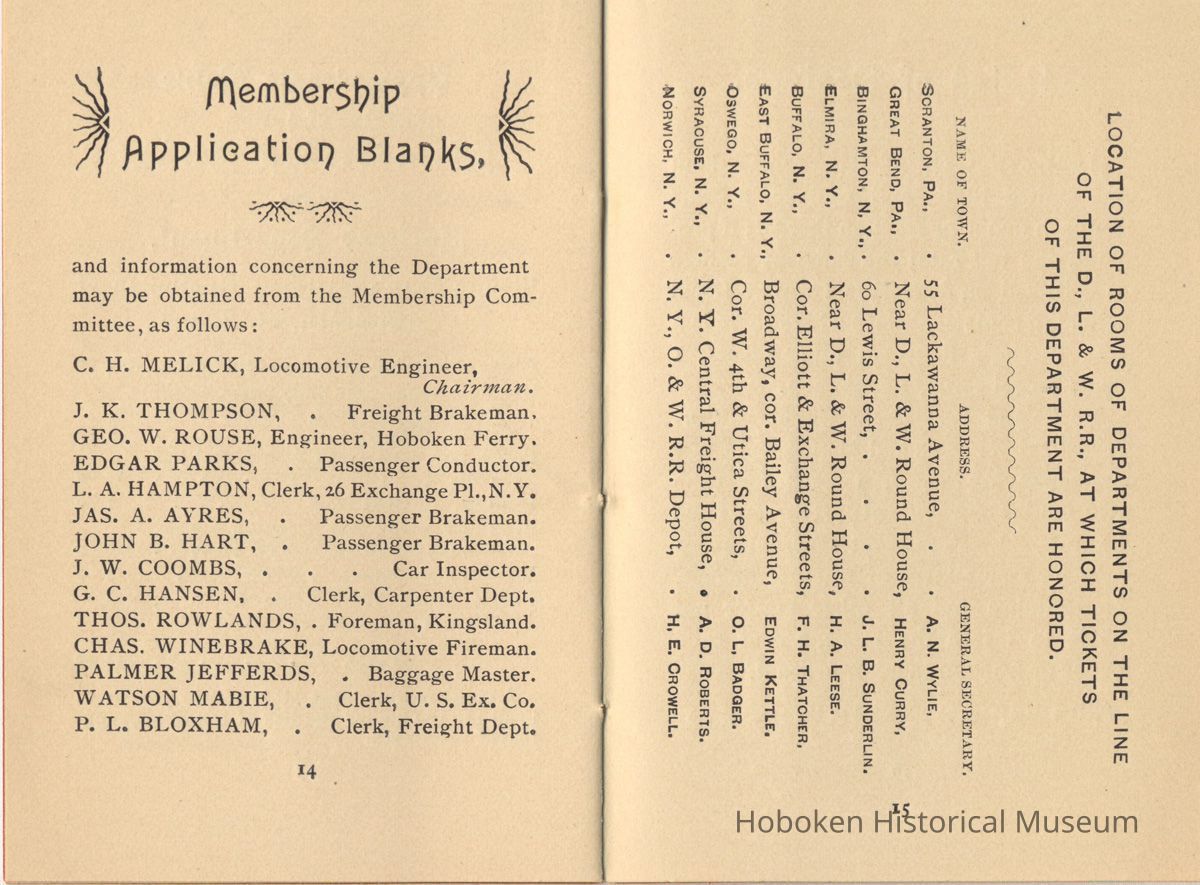 Membership
Application Blanks,
and information concerning the Department
may be obtained from the Membership Com-
mittee, as follows:
C. H. MELICK, Locomotive Engineer,
Chairman.
J. K. THOMPSON, . Freight Brakeman.
GEO. W. ROUSE, Engineer, Hoboken Ferry.
EDGAR PARKS, . Passenger Conductor.
L. A. HAMPTON, Clerk, 26 Exchange Pl., N.Y.
JAS. A. AYRES, . Passenger Brakeman.
JOHN B. HART, . Passenger Brakeman.
J. W. COOMBS, . . . Car Inspector.
G. C. HANSEN, . Clerk, Carpenter Dept.
THOS. ROWLANDS, . Foreman, Kingsland.
CHAS. WINEBRAKE, Locomotive Fireman.
PALMER JEFFERDS, . Baggage Master.
WATSON MABIE, . Clerk, U. S. Ex. Co.
P. L. BLOXHAM, . Clerk, Freight Dept.
14
LOCATION OF ROOMS OF DEPARTMENTS ON THE LINE
OF THE D., L. & W. R.R., AT WHICH TICKETS
OF THIS DEPARTMENT ARE HONORED.
NAME OF TOWN. ADDRESS. GENERAL SECRETARY.
SCRANTON, PA., . 55 Lackawanna Avenue, . . A. N. WYLIE,
GREAT BEND, PA., . Near D., L. & W. Round House, HENRY CURRY,
BINGHAMTON, N, Y., . 60 Lewis Street, . . . . J. L. B. SUNDERLIN.
ELMIRA, N. Y., . Near D., L. & W. Round House, H. A. LEESE.
BUFFALO, N. Y., . Cor. Elliott & Exchange Streets, F. H. THATCHER,
EAST BUFFALO, N. Y., Broadway, cor. Bailey Avenue, EDWIN KETTLE.
OSWEGO, N. Y., . Cor. W. 4th & Utica Streets, . O. L, BADGER.
SYRACUSE, N. Y., . N. Y. Central Freight House, . A. D. ROBERTS.
NORWICH, N. Y., . N. Y., O. & W. R.R. Depot, . H. E. CROWELL.
15
Hoboken Historical Museum